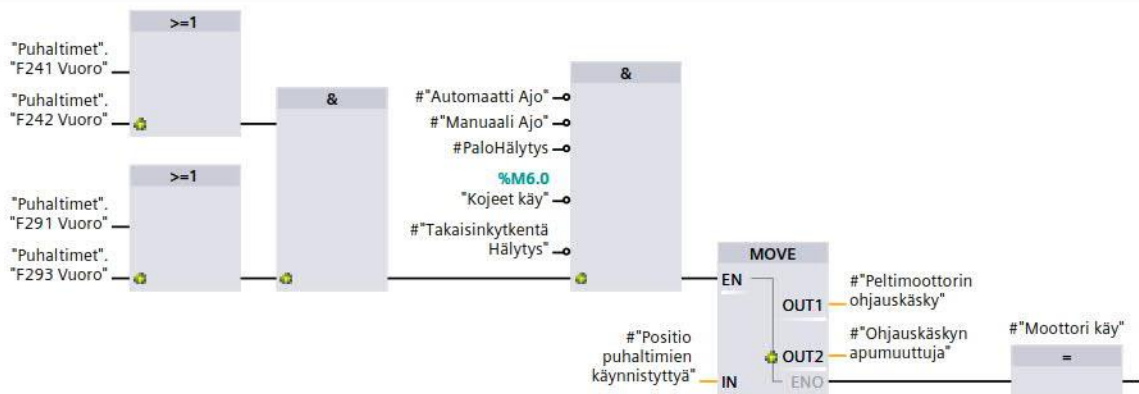 >=1
"Puhaltimet".
"F241 Vuoro"
"Puhaltimet".
"F242 Vuoro"
>=1
"Puhaltimet".
"F291 Vuoro"
"Puhaltimet".
"F293 Vuoro"
&
&
#"Automaatti Ajo"
#"Manuaali Ajo"
#PaloHälytys
%M6.0
"Kojeet käy"
#"Takaisinkytkentä
Hälytys"
MOVE
EN
OUT1
#"Peltimoottorin
ohjauskäsky"
OUT2
#"Ohjauskäskyn
apumuuttuja"
#"Positio
puhaltimien
käynnistyttyä"
IN
ENO
#"Moottori käy"
=